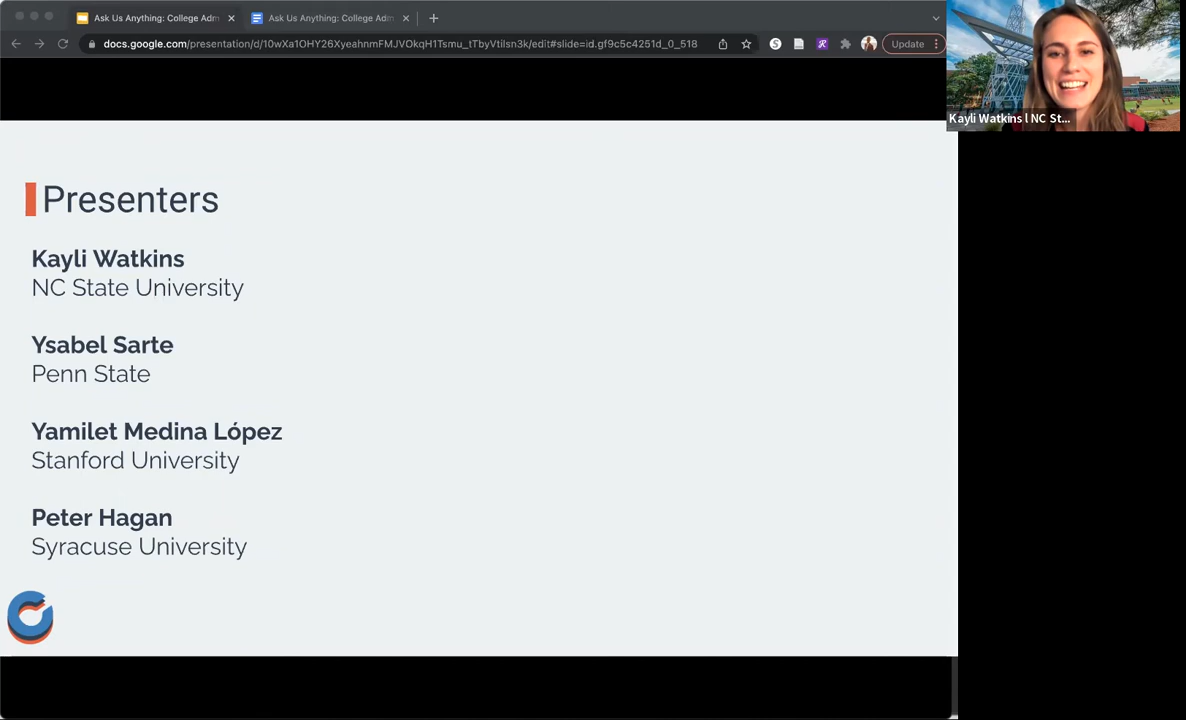 Ask Us Anything: College Adm
Ask Us Anything: College Adm
docs.google.com/presentation/d/10wXa1OHY26XyeahnmFMJVOkqH1Tsmu_tTbyVtiIsn3k/edit#slide=id.gf9c5c4251d_0_518
Update
Kayli Watkins l NC St...
Presenters
Kayli Watkins
NC State University
Ysabel Sarte
Penn State
Yamilet Medina López
Stanford University
Peter Hagan
Syracuse University